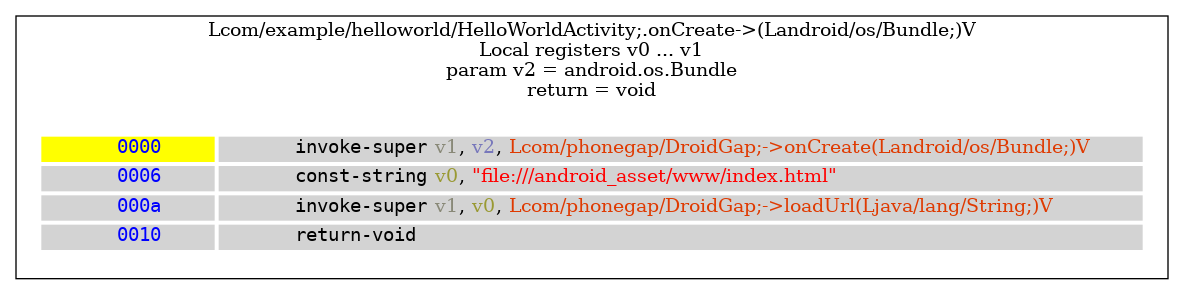 Lcom/example/helloworld/HelloWorldActivity;.onCreate->(Landroid/os/Bundle;)V
Local registers v0 ... v1
param v2 = android.os.Bundle
return = void
0000 invoke-super v1, v2, Lcom/phonegap/DroidGap;->onCreate(Landroid/os/Bundle;)V
0006 const-string v0, "file:///android_asset/www/index.html"
000a invoke-super v1, v0, Lcom/phonegap/DroidGap;->loadUrl(Ljava/lang/String;)V
0010 return-void